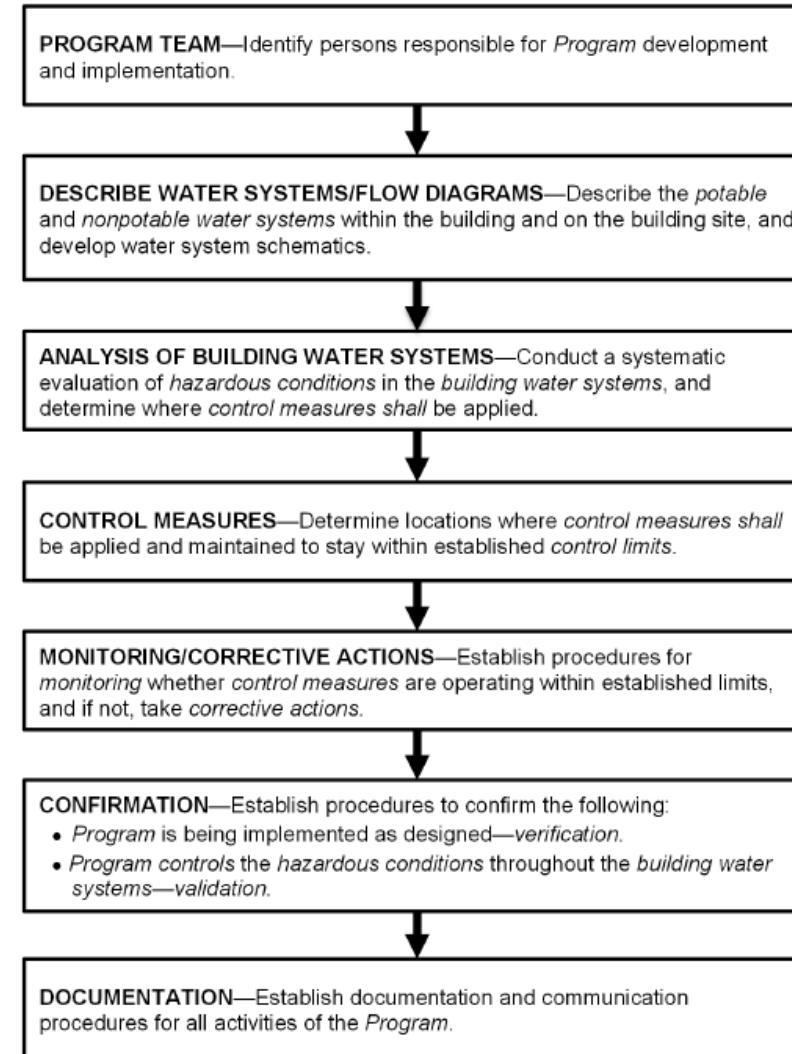 PROGRAM TEAM—Identify persons responsible for Program development
and implementation.
DESCRIBE WATER SYSTEMS/FLOW DIAGRAMS—Describe the potable
and nonpotable water systems within the building and on the building site, and
develop water system schematics.
ANALYSIS OF BUILDING WATER SYSTEMS—Conduct a systematic
evaluation of hazardous conditions in the building water systems, and
determine where control measures shall be applied.
CONTROL MEASURES—Determine locations where control measures shall
be applied and maintained to stay within established control limits.
MONITORING/CORRECTIVE ACTIONS—Establish procedures for
monitoring whether control measures are operating within established limits,
and if not, take corrective actions.
CONFIRMATION—Establish procedures to confirm the following:
• Program is being implemented as designed—verification.
• Program controls the hazardous conditions throughout the building water
systems—validation.
DOCUMENTATION—Establish documentation and communication
procedures for all activities of the Program.